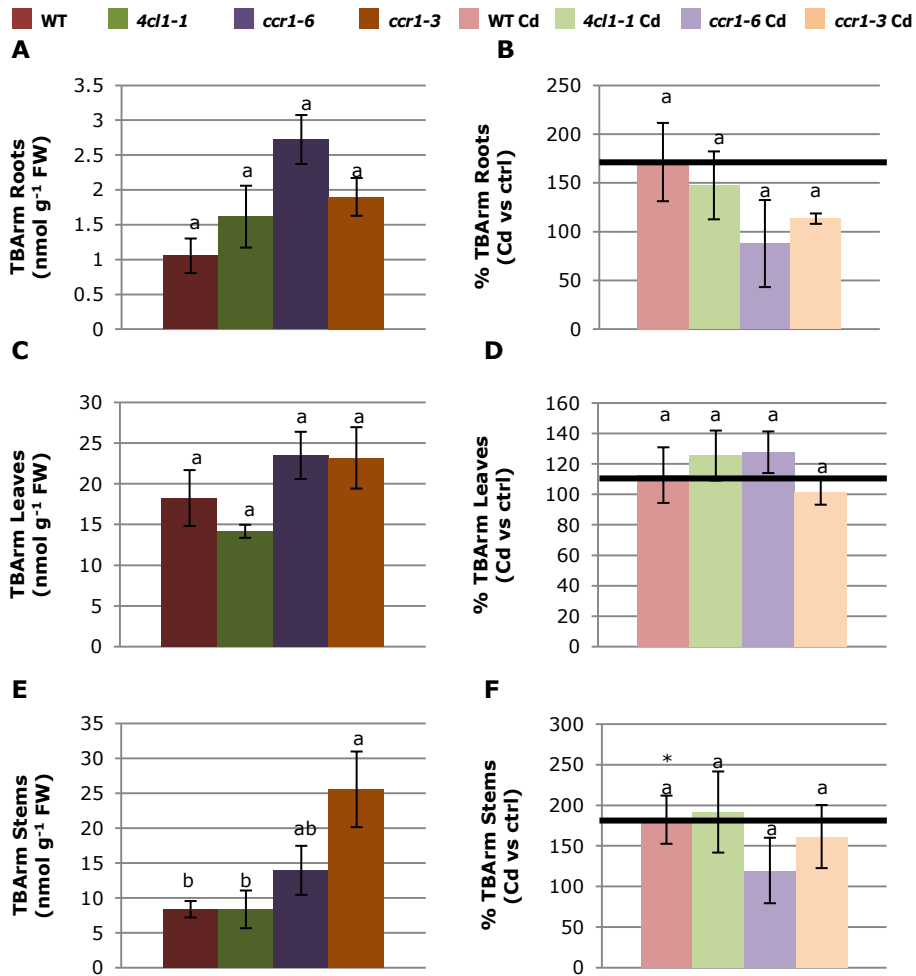 WT 4cl1-1 ccr1-6 ccr1-3 WT Cd 4cl1-1 Cd ccr1-6 Cd ccr1-3 Cd
A
TBArm Roots
(nmol g⁻¹ FW)
3.5
3
2.5
2
1.5
1
0.5
0
a
a
a
a
B
% TBArm Roots
(Cd vs ctrl)
250
200
150
100
50
0
a
a
a
a
C
TBArm Leaves
(nmol g⁻¹ FW)
30
25
20
15
10
5
0
a
a
a
a
D
% TBArm Leaves
(Cd vs ctrl)
160
140
120
100
80
60
40
20
0
a
a
a
a
E
TBArm Stems
(nmol g⁻¹ FW)
35
30
25
20
15
10
5
0
b
b
ab
a
F
% TBArm Stems
(Cd vs ctrl)
300
250
200
150
100
50
0
*
a
a
a
a